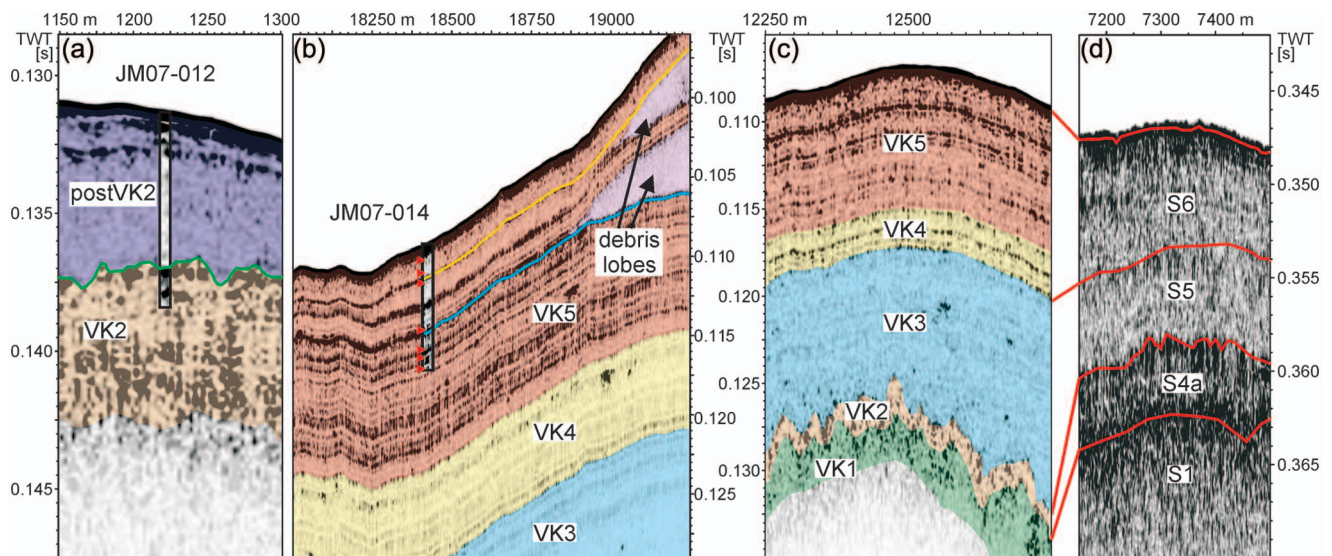 1150 m 1200 1250 1300
18250 m 18500 18750 19000
12250 m 12500
7200 7300 7400 m
TWT
[s]
(a)
JM07-012
0.130
0.135
0.140
0.145
postVK2
VK2
(b)
JM07-014
debris
lobes
VK5
VK4
VK3
TWT
[s]
0.100
0.105
0.110
0.115
0.120
0.125
(c)
0.110
0.115
0.120
0.125
0.130
VK5
VK4
VK3
VK2
VK1
(d)
S6
S5
S4a
S1
TWT
[s]
0.345
0.350
0.355
0.360
0.365